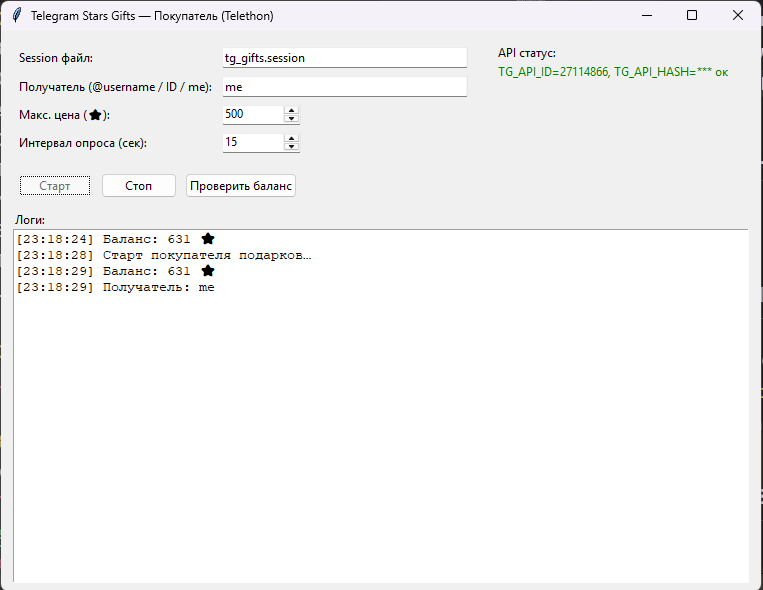 Telegram Stars Gifts — Покупатель (Telethon)
Session файл: tg_gifts.session
API статус:
TG_API_ID=27114866, TG_API_HASH=*** ок
Получатель (@username / ID / me): me
Макс. цена (★): 500
Интервал опроса (сек): 15
Старт Стоп Проверить баланс
Логи:
[23:18:24] Баланс: 631 ★
[23:18:28] Старт покупателя подарков…
[23:18:29] Баланс: 631 ★
[23:18:29] Получатель: me